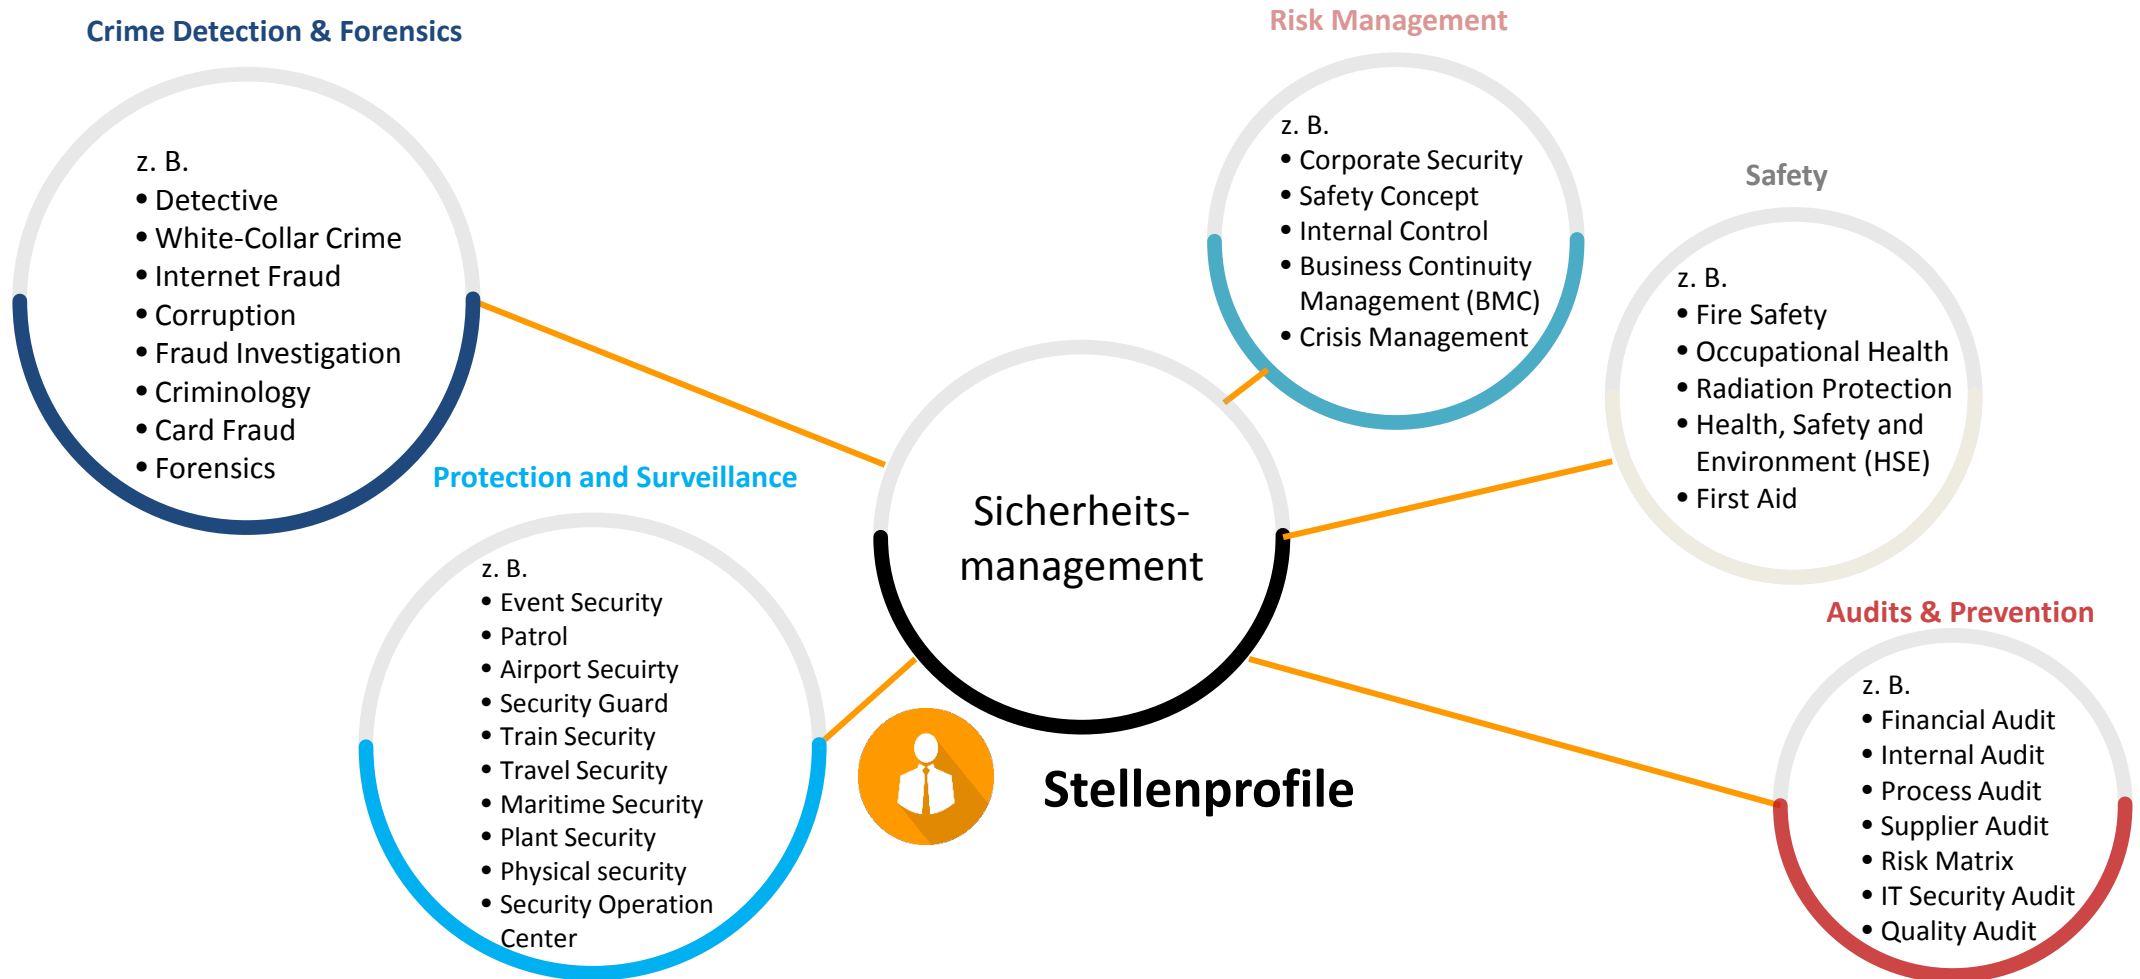 Crime Detection & Forensics
z. B.
• Detective
• White-Collar Crime
• Internet Fraud
• Corruption
• Fraud Investigation
• Criminology
• Card Fraud
• Forensics
Risk Management
z. B.
• Corporate Security
• Safety Concept
• Internal Control
• Business Continuity
Management (BMC)
• Crisis Management
Safety
z. B.
• Fire Safety
• Occupational Health
• Radiation Protection
• Health, Safety and
Environment (HSE)
• First Aid
Protection and Surveillance
z. B.
• Event Security
• Patrol
• Airport Secuirty
• Security Guard
• Train Security
• Travel Security
• Maritime Security
• Plant Security
• Physical security
• Security Operation
Center
Sicherheits-
management
Stellenprofile
Audits & Prevention
z. B.
• Financial Audit
• Internal Audit
• Process Audit
• Supplier Audit
• Risk Matrix
• IT Security Audit
• Quality Audit